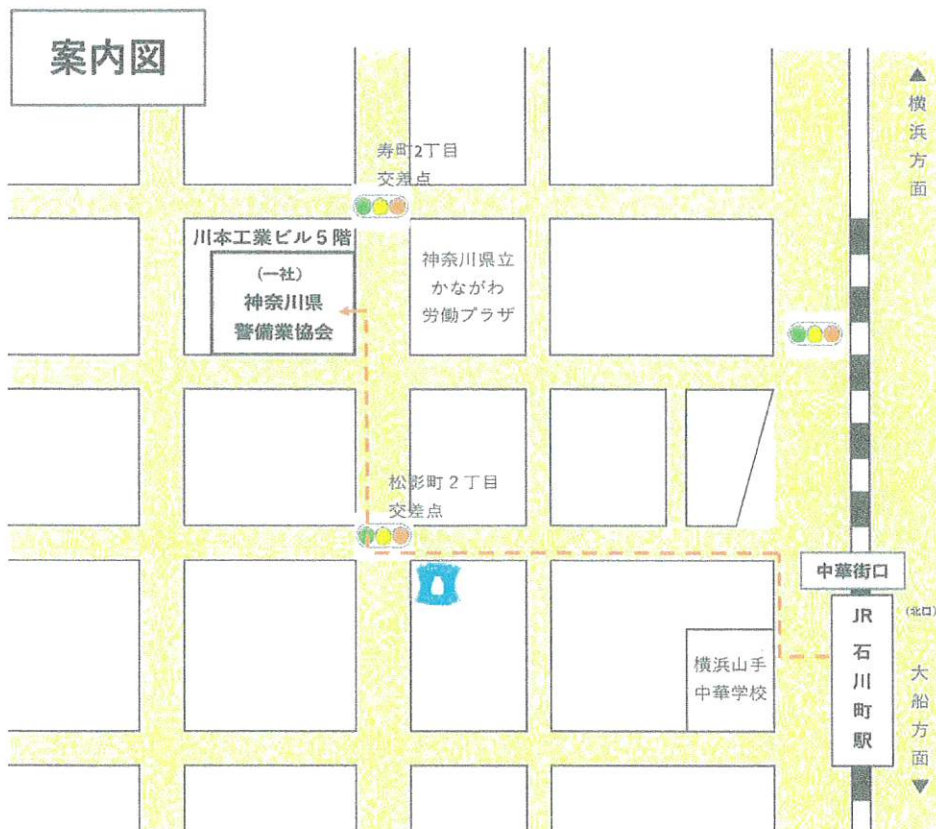 案内図
▲横浜方面
寿町2丁目
交差点
川本工業ビル5階
(一社)
神奈川県
警備業協会
神奈川県立
かながわ
労働プラザ
松影町2丁目
交差点
中華街口
(北口)
JR石川町駅
横浜山手
中華学校
大船方面▼